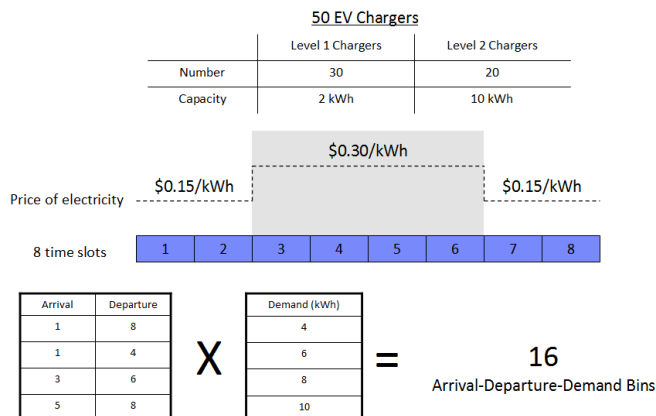 50 EV Chargers
Level 1 Chargers Level 2 Chargers
Number 30 20
Capacity 2 kWh 10 kWh
$0.30/kWh
$0.15/kWh $0.15/kWh
Price of electricity
8 time slots 1 2 3 4 5 6 7 8
Arrival Departure
1 8
1 4
3 6
5 8
X
Demand (kWh)
4
6
8
10
=
16
Arrival-Departure-Demand Bins